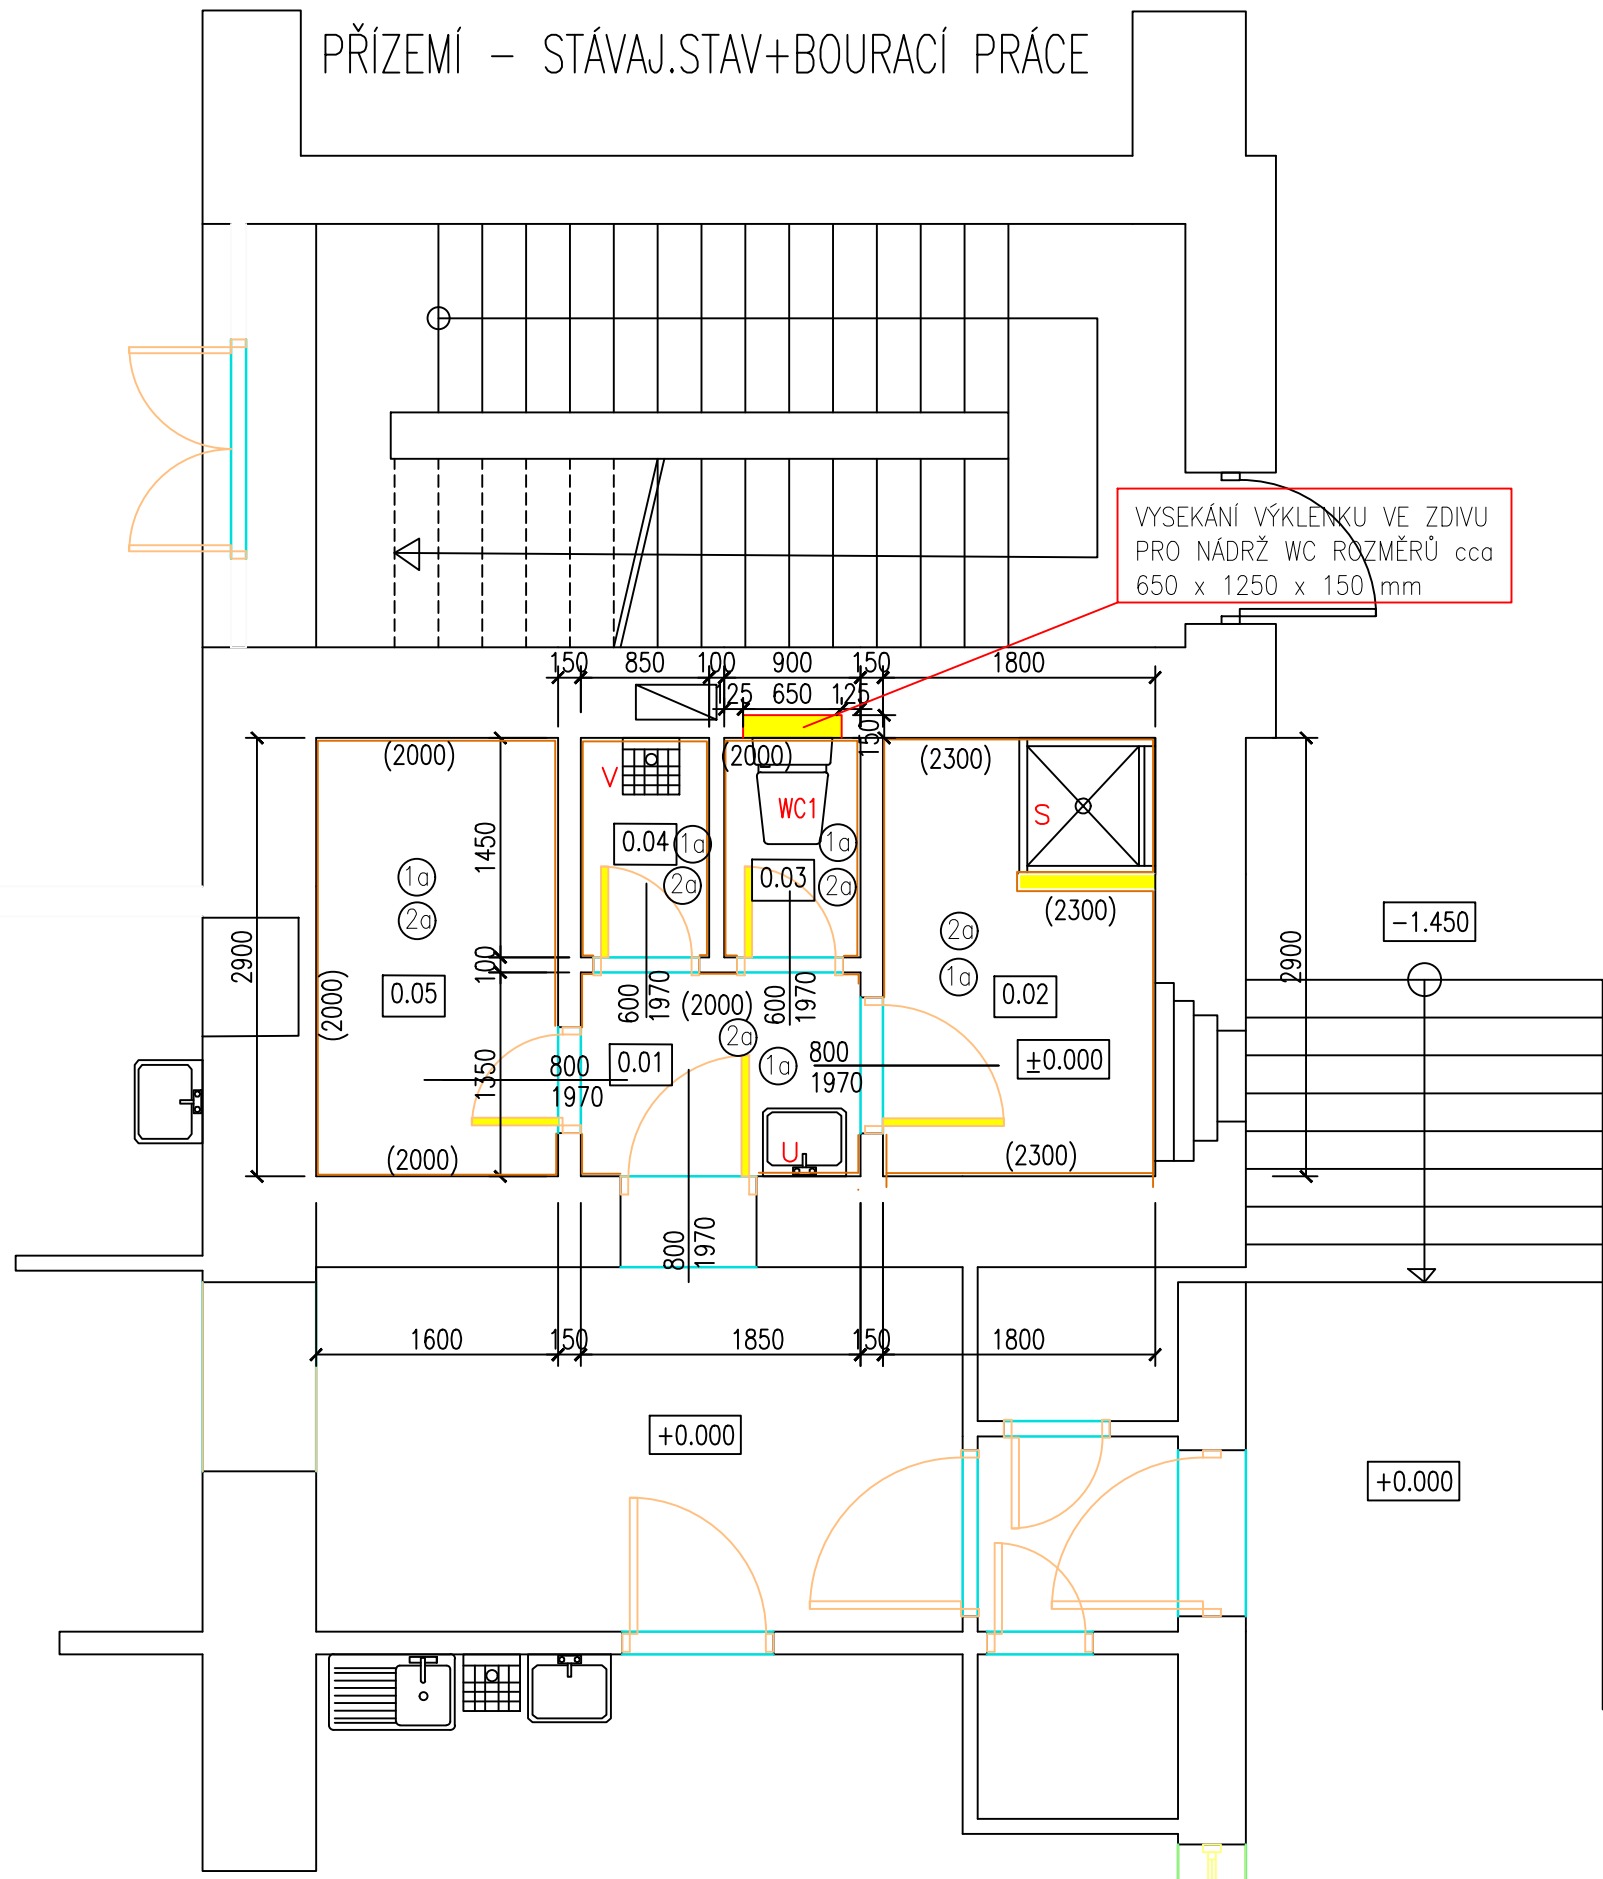 PŘÍZEMÍ - STÁVAJ.STAV+BOURACÍ PRÁCE
VYSEKÁNÍ VÝKLENKU VE ZDIVU
PRO NÁDRŽ WC ROZMĚRŮ cca
650 x 1250 x 150 mm
150 850 100 900 150 1800
125 650 125
150
(2000) (2000) (2300)
V WC1 S
1450 0.04 1a 1a
2a 0.03 2a
1a
2a
(2300)
-1.450
2a
1a
2900 100 2900
0.05 0.02
(2000)
600
1970
(2000)
600
1970
2a
0.01 1a
±0.000
800
1970
800
1970
1350
U
(2000) (2300)
800
1970
1600 150 1850 150 1800
+0.000
+0.000